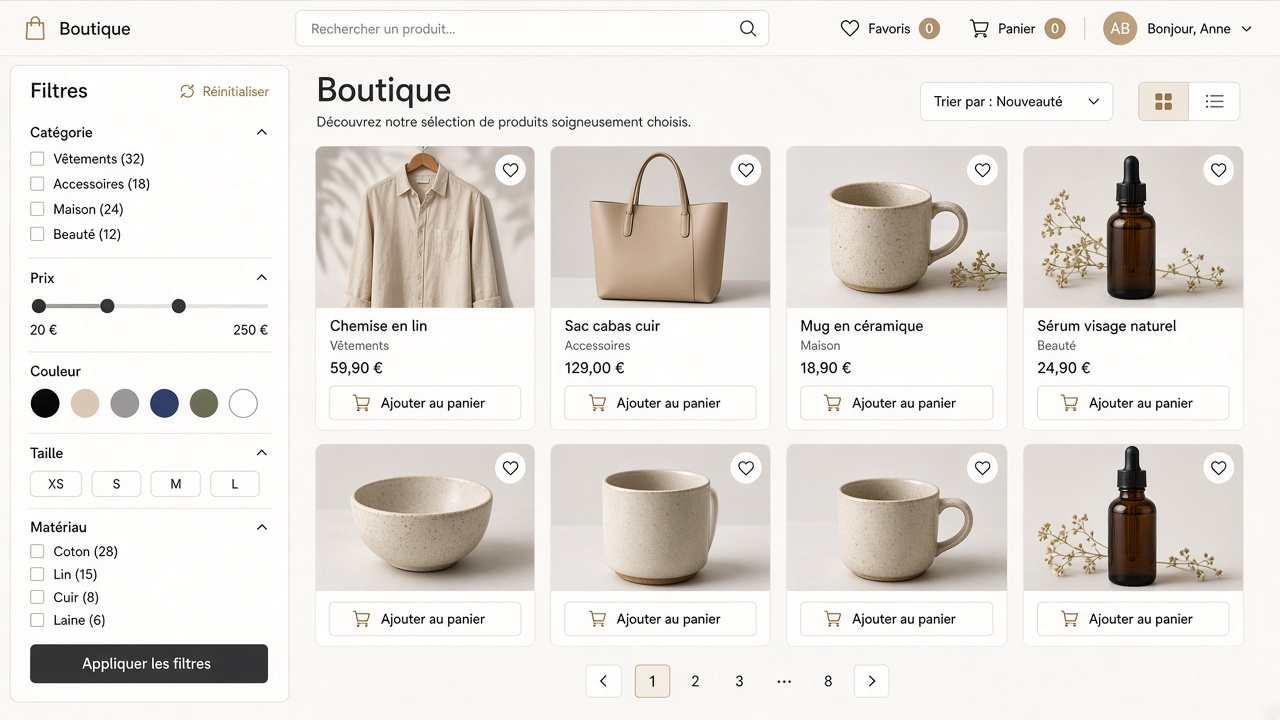 Boutique
Rechercher un produit...
Favoris 0
Panier 0
AB
Bonjour, Anne
Filtres
Réinitialiser
Catégorie
Vêtements (32)
Accessoires (18)
Maison (24)
Beauté (12)
Prix
20 €
250 €
Couleur
Taille
XS
S
M
L
Matériau
Coton (28)
Lin (15)
Cuir (8)
Laine (6)
Appliquer les filtres
Boutique
Découvrez notre sélection de produits soigneusement choisis.
Trier par : Nouveauté
Chemise en lin
Vêtements
59,90 €
Ajouter au panier
Sac cabas cuir
Accessoires
129,00 €
Ajouter au panier
Mug en céramique
Maison
18,90 €
Ajouter au panier
Sérum visage naturel
Beauté
24,90 €
Ajouter au panier
Ajouter au panier
Ajouter au panier
Ajouter au panier
Ajouter au panier
1 2 3 ··· 8